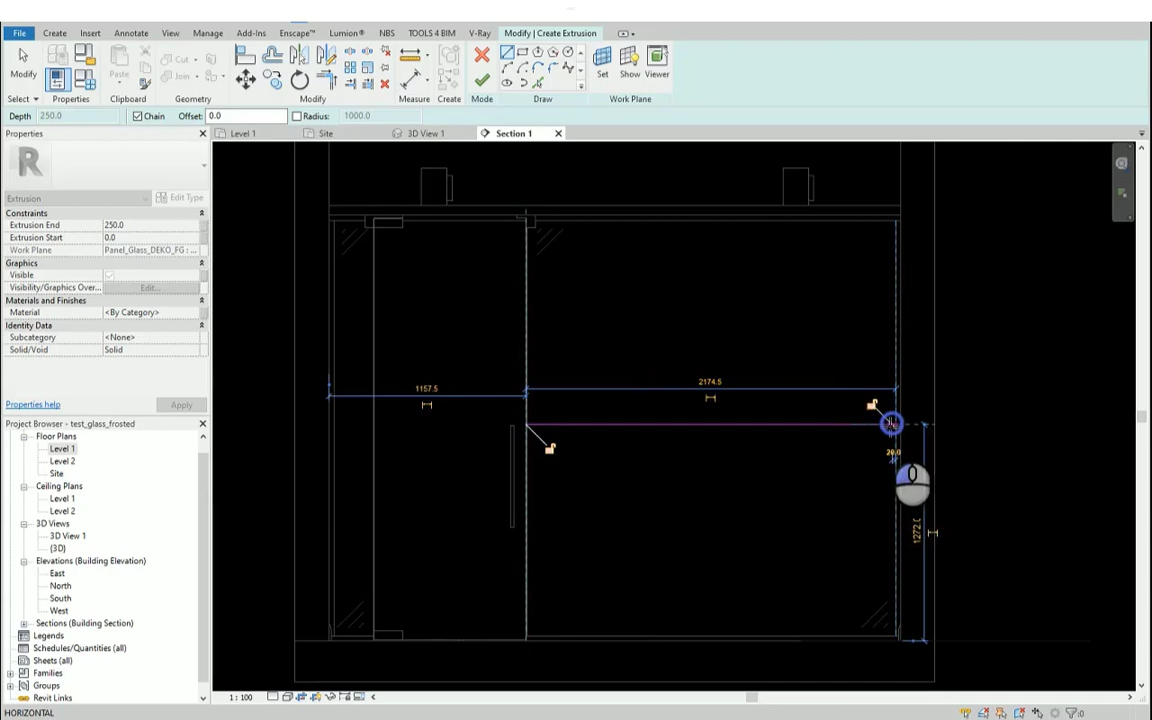 File Create Insert Annotate View Manage Add-Ins Enscape™ Lumion® NBS TOOLS 4 BIM V-Ray Modify | Create Extrusion
Modify Paste Cut Join Set Show Viewer
Select Properties Clipboard Geometry Modify Measure Create Mode Draw Work Plane
Depth 250.0 Chain Offset: 0.0 Radius: 1000.0
Properties Level 1 Site 3D View 1 Section 1
R
Extrusion Edit Type
Constraints
Extrusion End 250.0
Extrusion Start 0.0
Work Plane Panel_Glass_DEKO_FG : ...
Graphics
Visible
Visibility/Graphics Over... Edit...
Materials and Finishes
Material <By Category>
Identity Data
Subcategory <None>
Solid/Void Solid
Properties help Apply
Project Browser - test_glass_frosted
Floor Plans
Level 1
Level 2
Site
Ceiling Plans
Level 1
Level 2
3D Views
3D View 1
{3D}
Elevations (Building Elevation)
East
North
South
West
Sections (Building Section)
Legends
Schedules/Quantities (all)
Sheets (all)
Families
Groups
Revit Links
1157.5
2174.5
20.0
1272.0
1 : 100
HORIZONTAL
:0